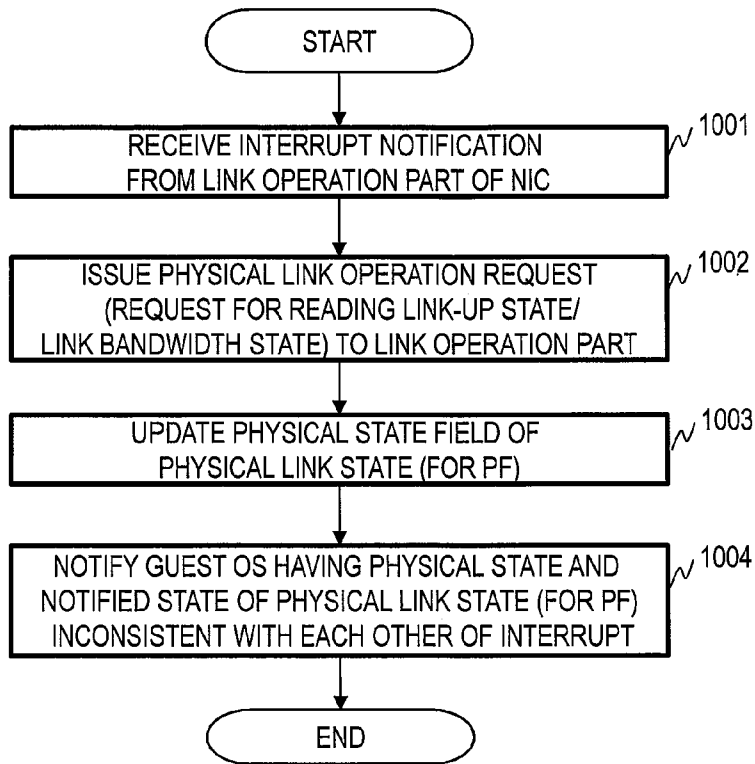 START
1001
RECEIVE INTERRUPT NOTIFICATION
FROM LINK OPERATION PART OF NIC
1002
ISSUE PHYSICAL LINK OPERATION REQUEST
(REQUEST FOR READING LINK-UP STATE/
LINK BANDWIDTH STATE) TO LINK OPERATION PART
1003
UPDATE PHYSICAL STATE FIELD OF
PHYSICAL LINK STATE (FOR PF)
1004
NOTIFY GUEST OS HAVING PHYSICAL STATE AND
NOTIFIED STATE OF PHYSICAL LINK STATE (FOR PF)
INCONSISTENT WITH EACH OTHER OF INTERRUPT
END